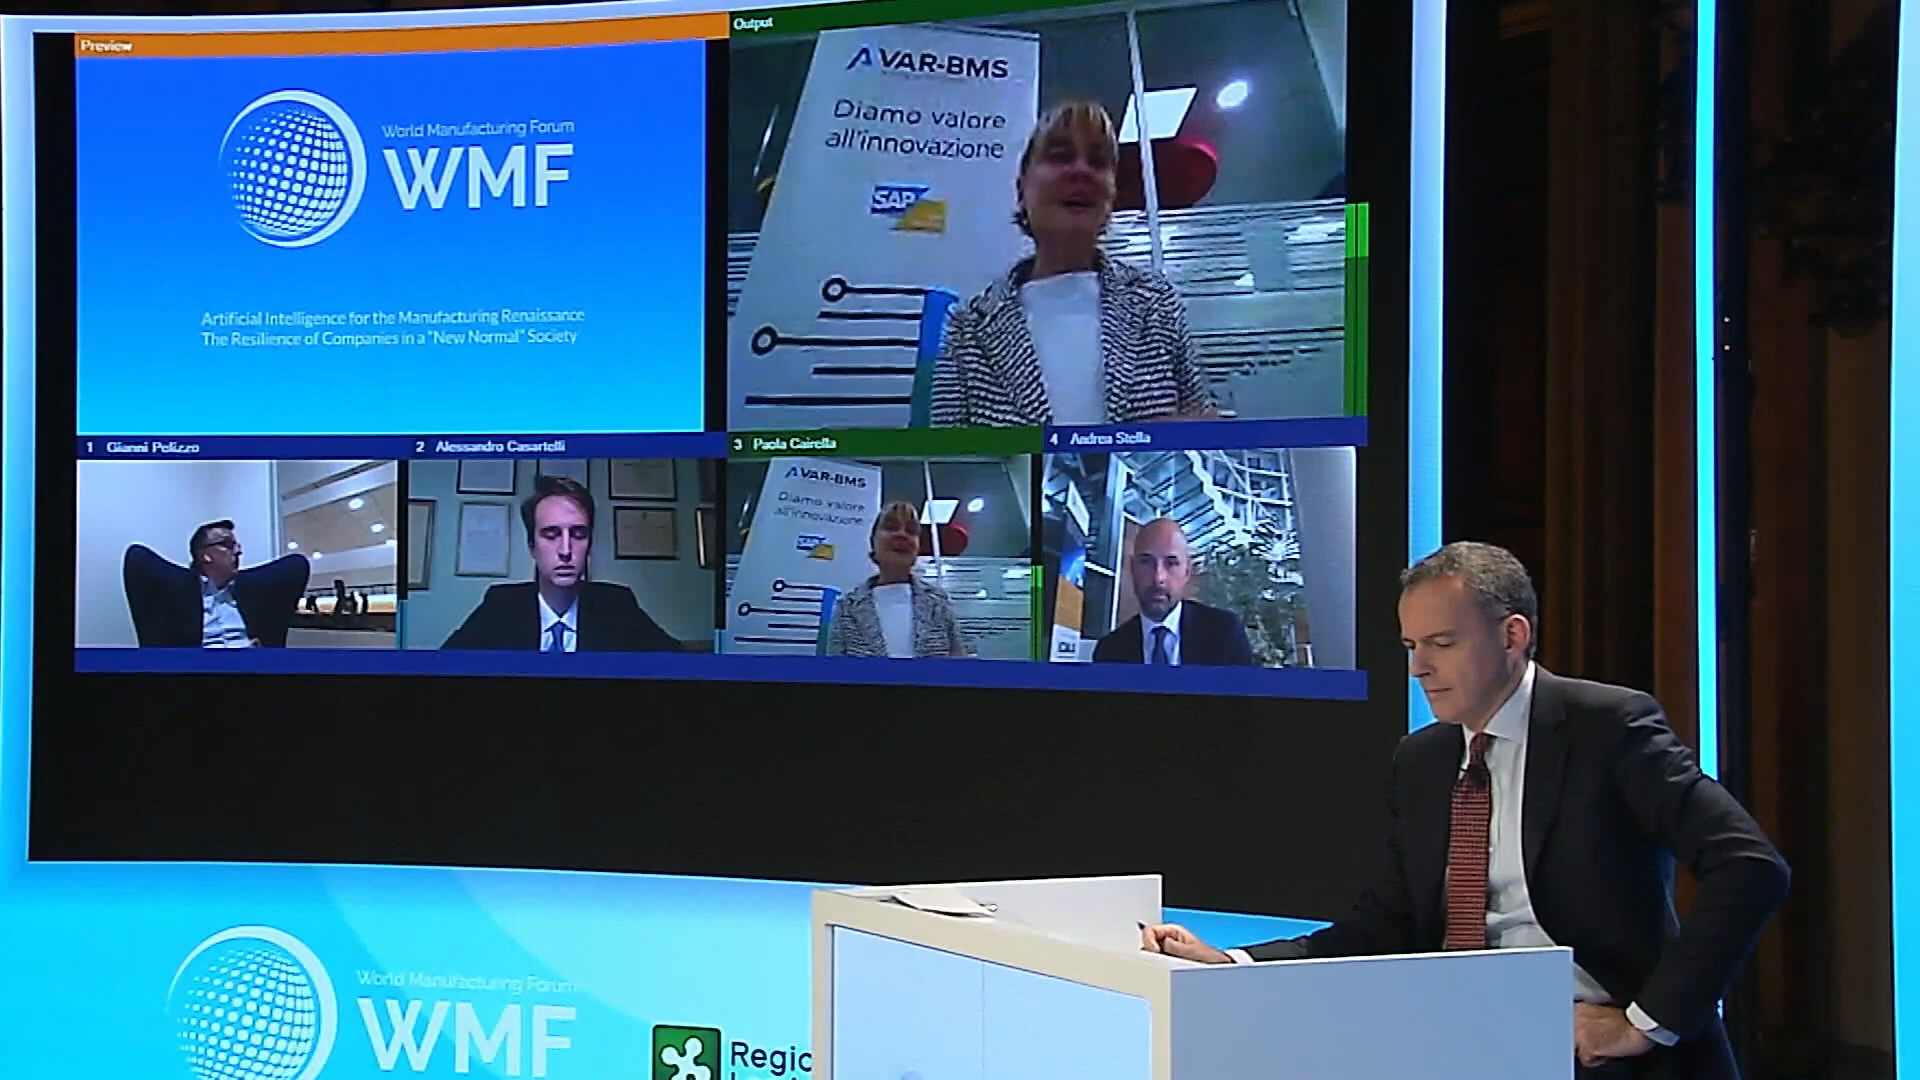 Preview
World Manufacturing Forum
WMF
Artificial Intelligence for the Manufacturing Renaissance
The Resilience of Companies in a "New Normal" Society
Output
VAR-BMS
Diamo valore
all'innovazione
SAP
1 Gianni Pelizzo
2 Alessandro Casartelli
3 Paola Cairella
4 Andrea Stella
VAR-BMS
Diamo valore
all'innovazione
SAP
World Manufacturing Forum
WMF
Regio